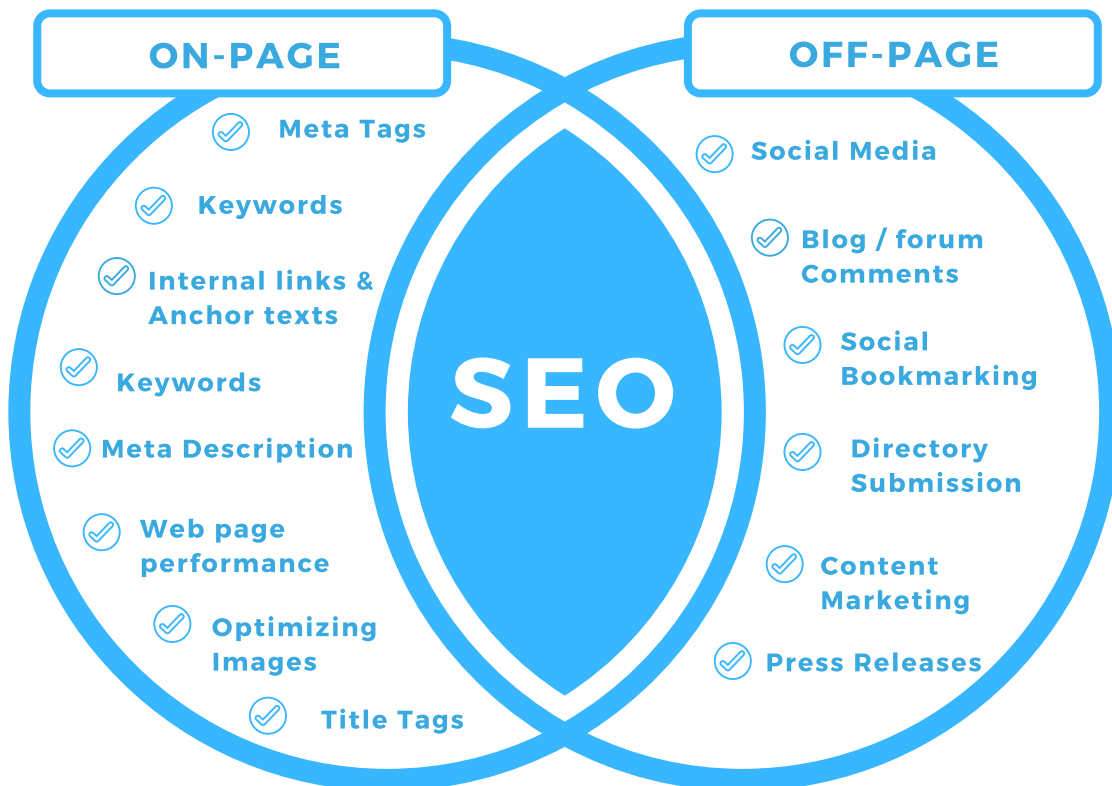 ON-PAGE
Meta Tags
Keywords
Internal links &
Anchor texts
Keywords
Meta Description
Web page
performance
Optimizing
Images
Title Tags
SEO
OFF-PAGE
Social Media
Blog / forum
Comments
Social
Bookmarking
Directory
Submission
Content
Marketing
Press Releases